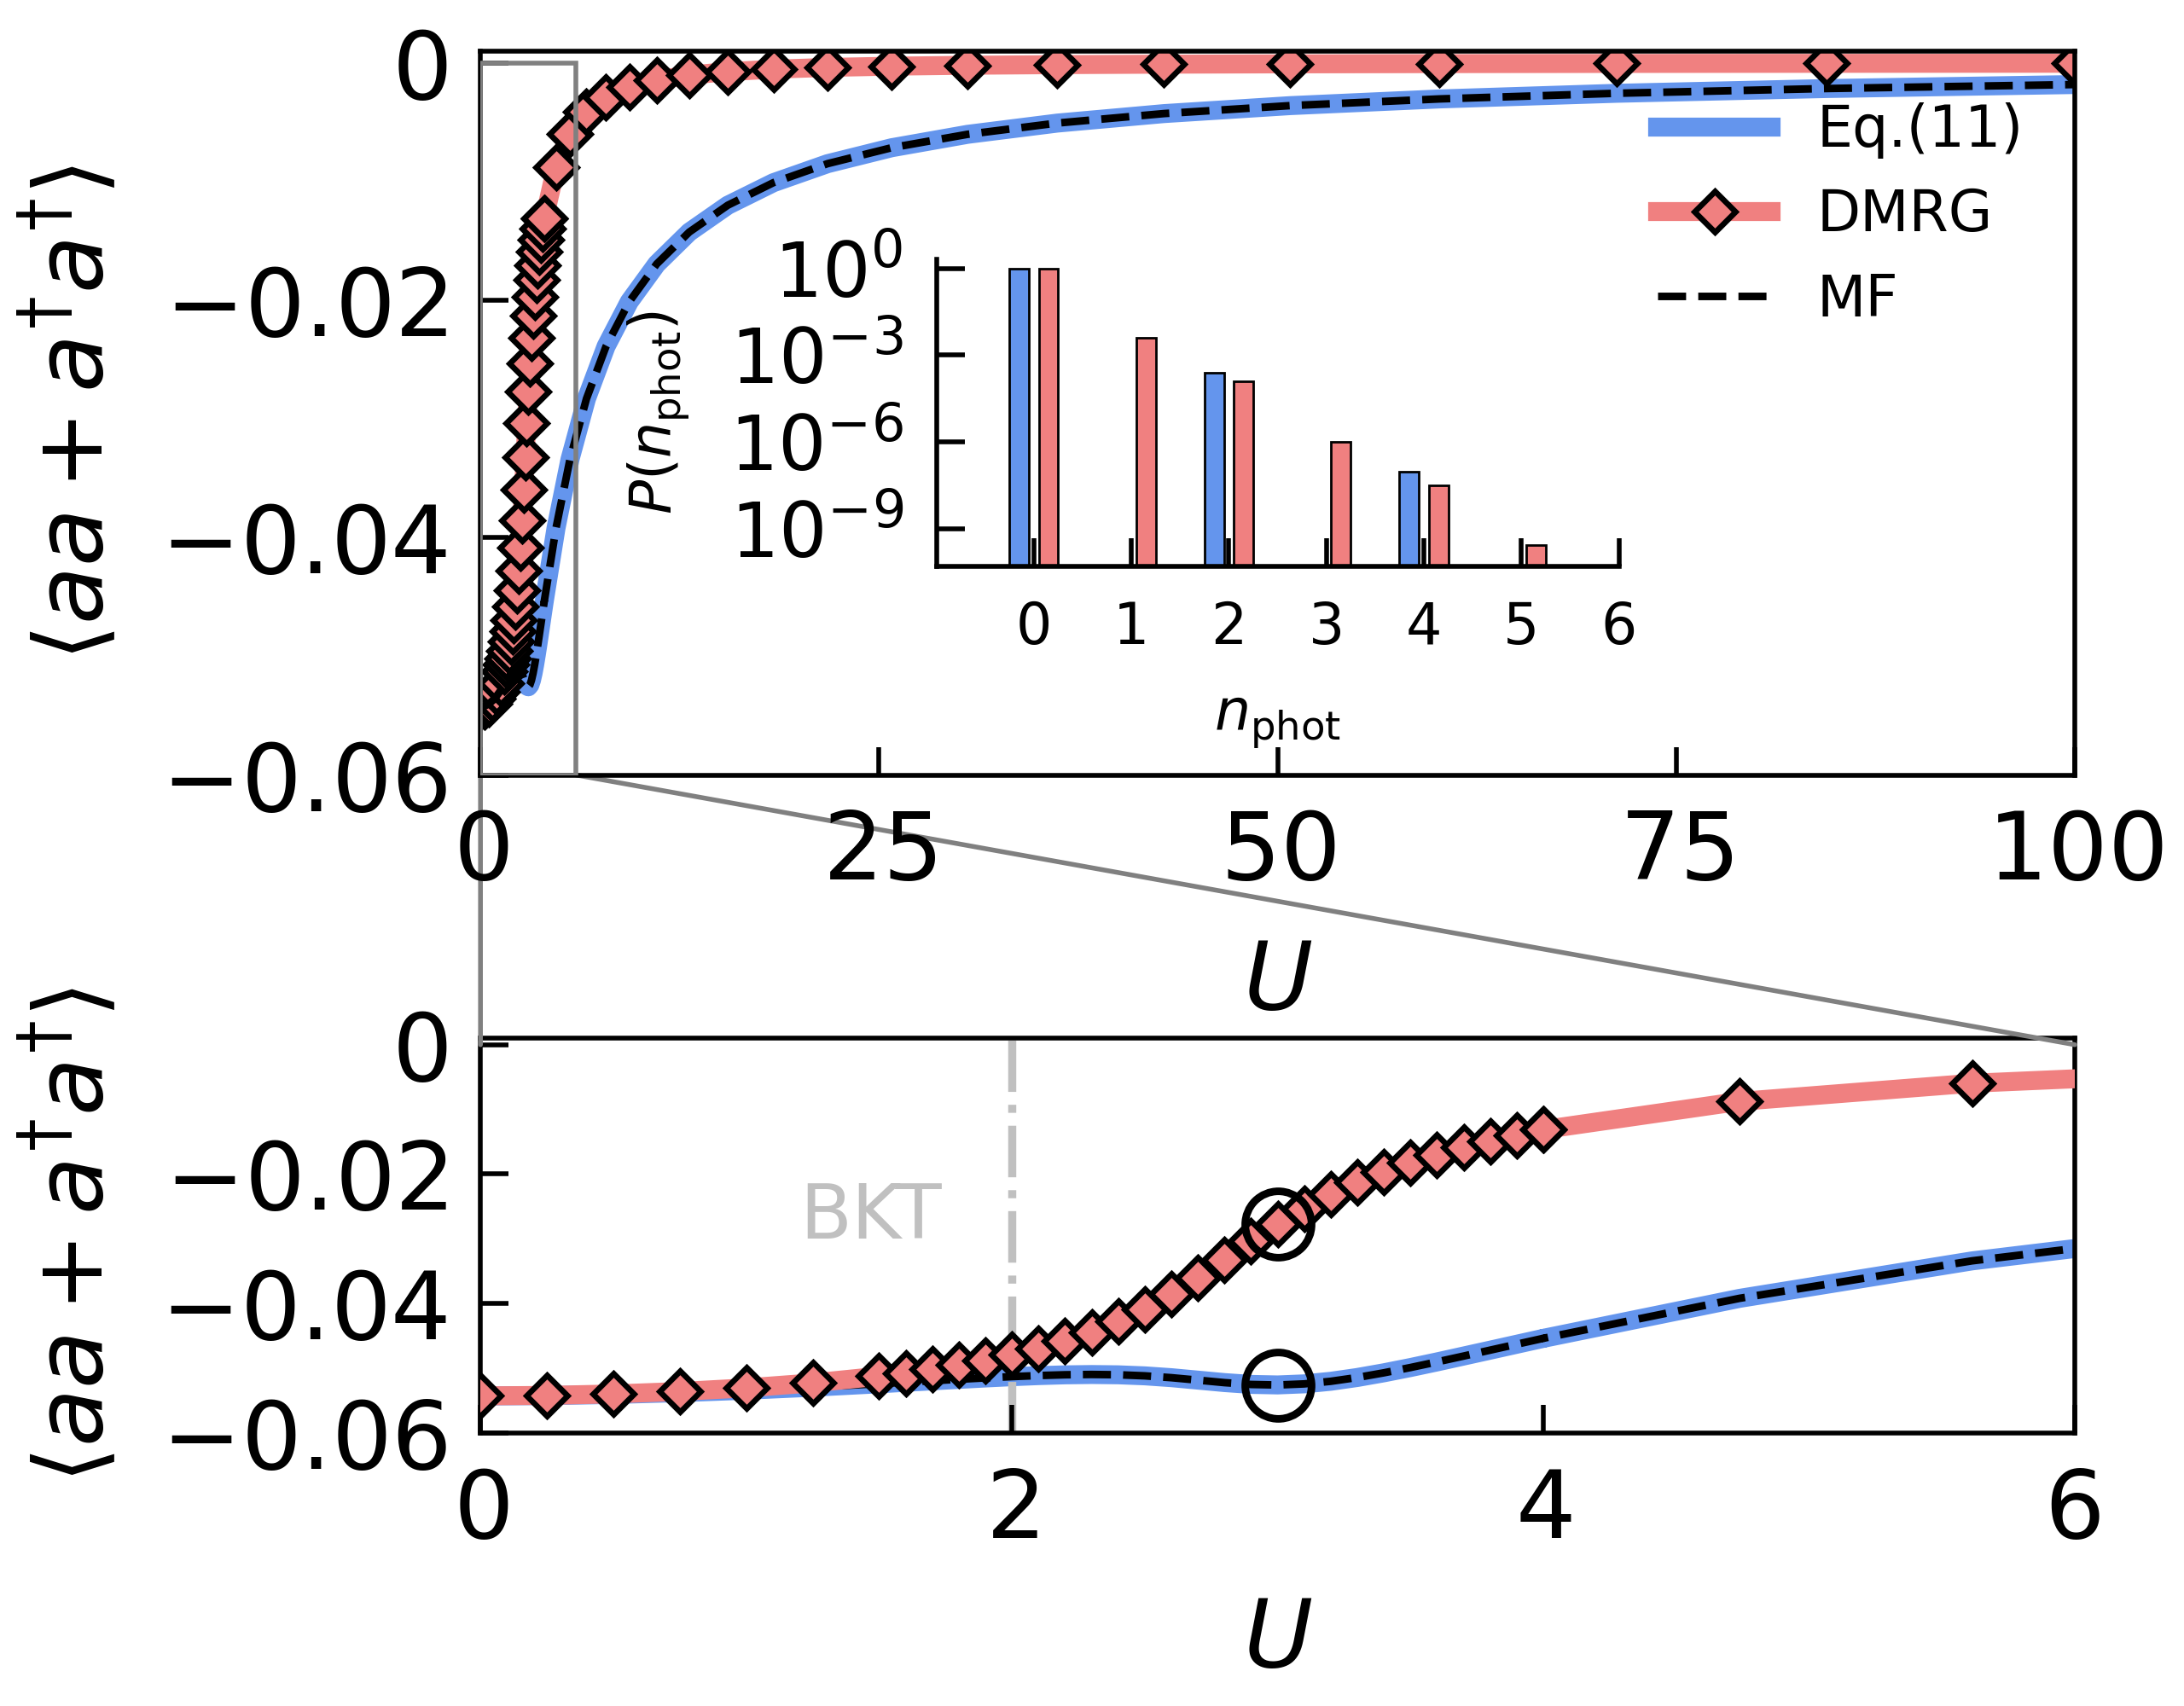 ⟨aa + a†a†⟩
0
−0.02
−0.04
−0.06
0 25 50 75 100
U
Eq.(11)
DMRG
MF
P(n_phot)
10^0
10^−3
10^−6
10^−9
0 1 2 3 4 5 6
n_phot
⟨aa + a†a†⟩
0
−0.02
−0.04
−0.06
BKT
0 2 4 6
U